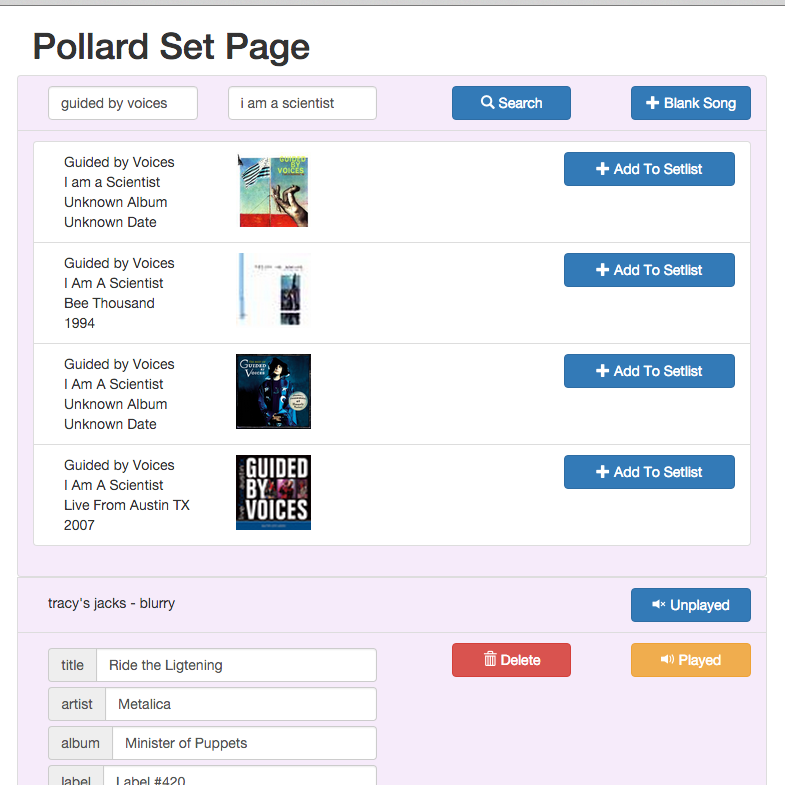 Pollard Set Page
guided by voices
i am a scientist
Search
Blank Song
Guided by Voices
I am a Scientist
Unknown Album
Unknown Date
GUIDED
BY
VOICES
Add To Setlist
Guided by Voices
I Am A Scientist
Bee Thousand
1994
Add To Setlist
Guided by Voices
I Am A Scientist
Unknown Album
Unknown Date
GUIDED
VOICES
Add To Setlist
Guided by Voices
I Am A Scientist
Live From Austin TX
2007
live from austin tx
GUIDED
BY
VOICES
Add To Setlist
tracy's jacks - blurry
Unplayed
title
Ride the Ligtening
Delete
Played
artist
Metalica
album
Minister of Puppets
label
Label #420